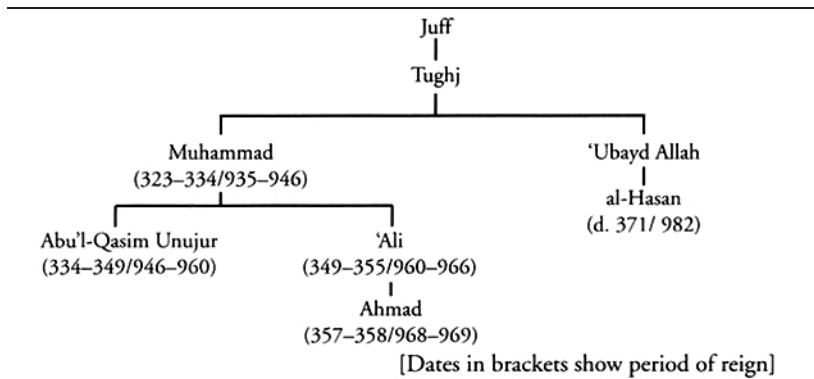 Juff
Tughj
Muhammad
(323–334/935–946)
‘Ubayd Allah
al-Hasan
(d. 371/ 982)
Abu’l-Qasim Unujur
(334–349/946–960)
‘Ali
(349–355/960–966)
Ahmad
(357–358/968–969)
[Dates in brackets show period of reign]